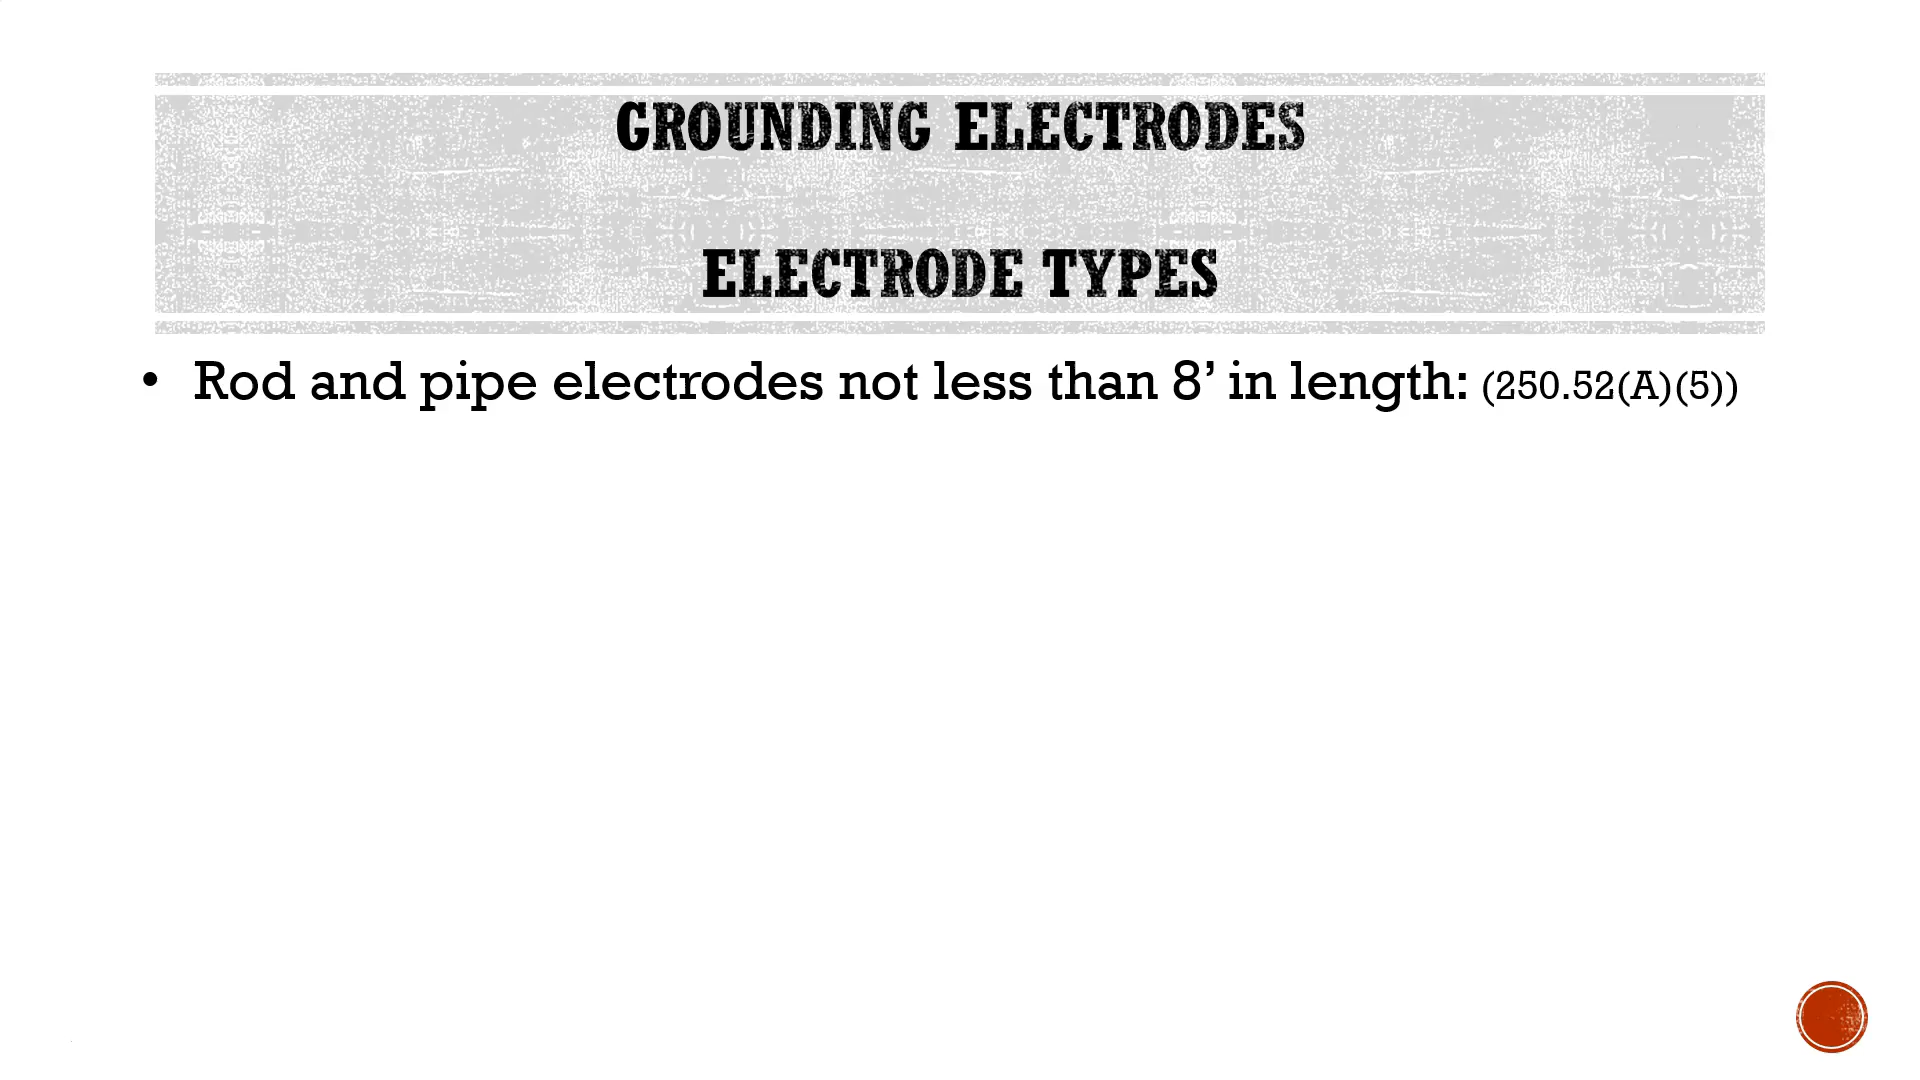 GROUNDING ELECTRODES
ELECTRODE TYPES
• Rod and pipe electrodes not less than 8’ in length: (250.52(A)(5))